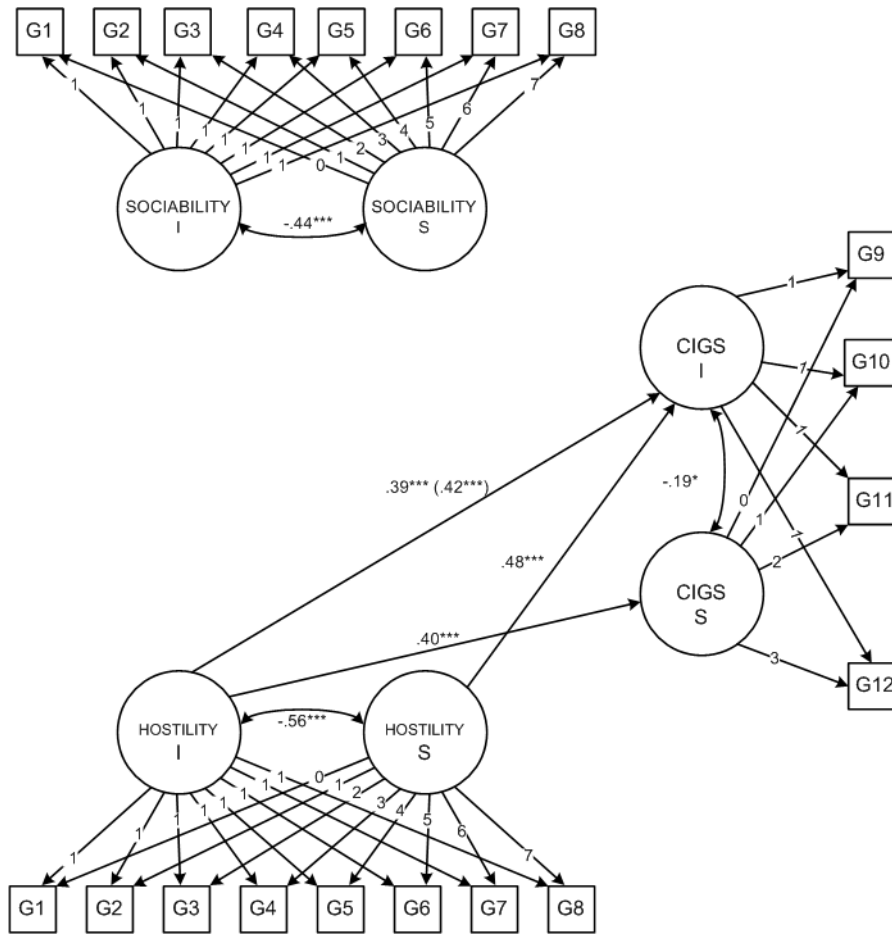 G1 G2 G3 G4 G5 G6 G7 G8
1 1 1 1 1 1 1 1 0 1 2 3 4 5 6 7
SOCIABILITY
I
SOCIABILITY
S
-.44***
G9
1
CIGS
I
1
G10
1
.39*** (.42***)
-.19*
0
G11
1
1
.48***
2
CIGS
S
.40***
3
G12
HOSTILITY
I
-.56***
HOSTILITY
S
1 1 1 1 1 1 1 1 0 1 2 3 4 5 6 7
G1 G2 G3 G4 G5 G6 G7 G8